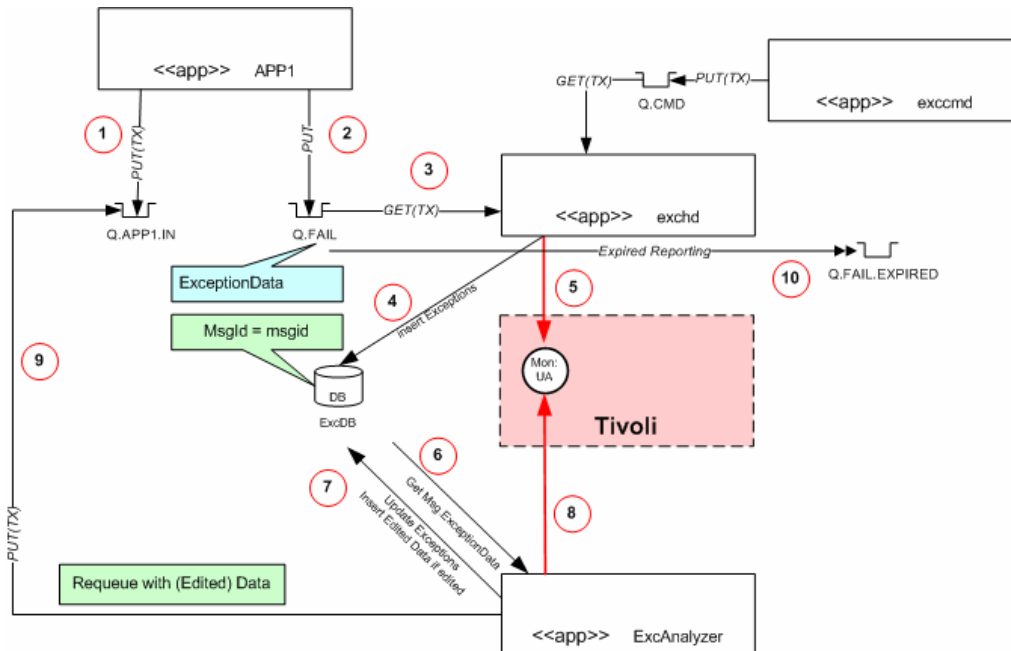 <<app>> APP1
<<app>> exccmd
GET(TX)
PUT(TX)
Q.CMD
1
PUT(TX)
2
PUT
3
GET(TX)
<<app>> exchd
Q.APP1.IN
Q.FAIL
Expired Reporting
10
Q.FAIL.EXPIRED
ExceptionData
4
Insert Exceptions
5
MsgId = msgid
9
Mon:
UA
DB
ExcDB
Tivoli
6
Get Msg ExceptionData
7
Update Exceptions
Insert Edited Data if edited
8
PUT(TX)
Requeue with (Edited) Data
<<app>> ExcAnalyzer